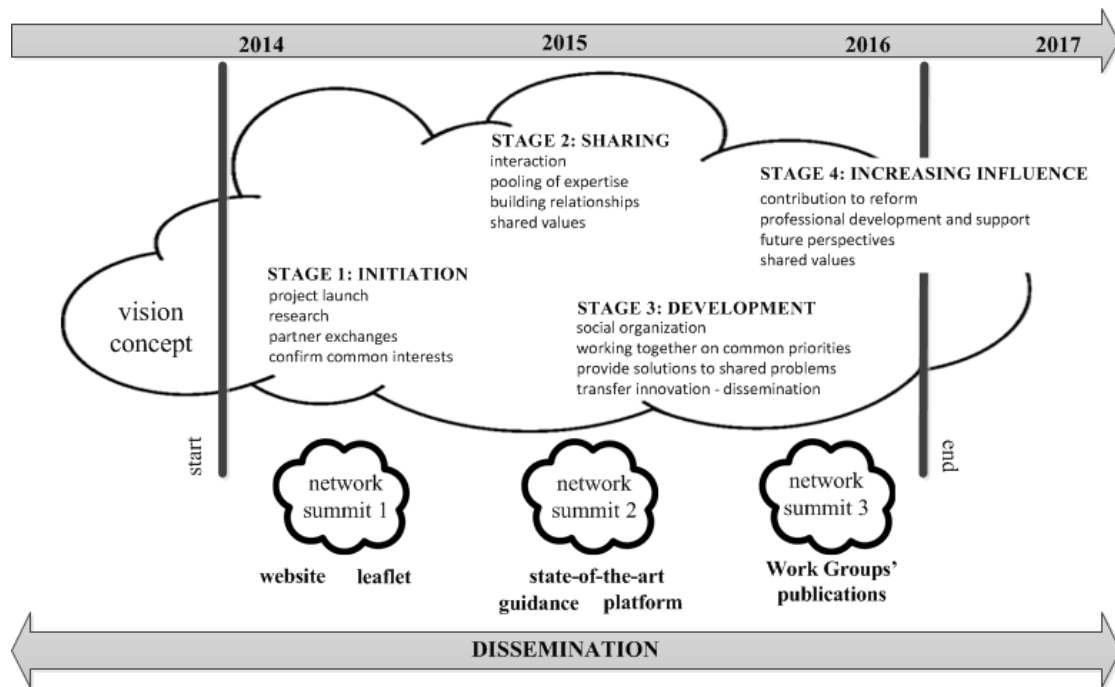 2014
2015
2016
2017
STAGE 2: SHARING
interaction
pooling of expertise
building relationships
shared values
STAGE 4: INCREASING INFLUENCE
contribution to reform
professional development and support
future perspectives
shared values
STAGE 1: INITIATION
project launch
research
partner exchanges
confirm common interests
vision
concept
STAGE 3: DEVELOPMENT
social organization
working together on common priorities
provide solutions to shared problems
transfer innovation - dissemination
start
end
network
summit 1
network
summit 2
network
summit 3
website leaflet
state-of-the-art
guidance platform
Work Groups’
publications
DISSEMINATION